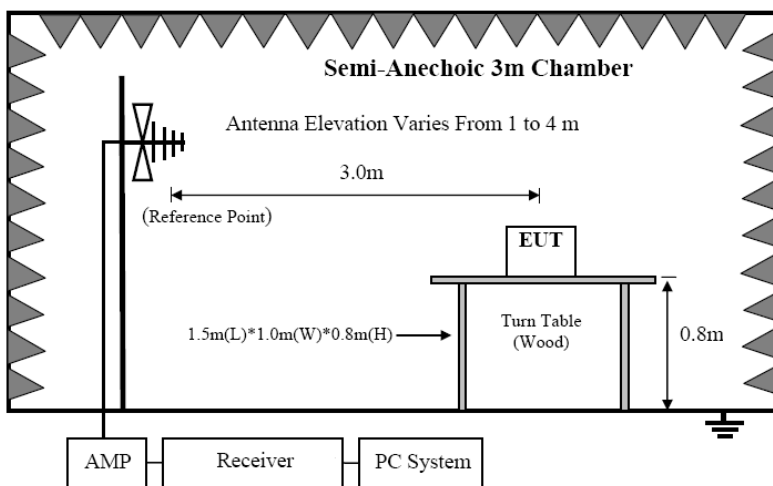 Semi-Anechoic 3m Chamber
Antenna Elevation Varies From 1 to 4 m
3.0m
(Reference Point)
EUT
1.5m(L)*1.0m(W)*0.8m(H)
Turn Table
(Wood)
0.8m
AMP
Receiver
PC System